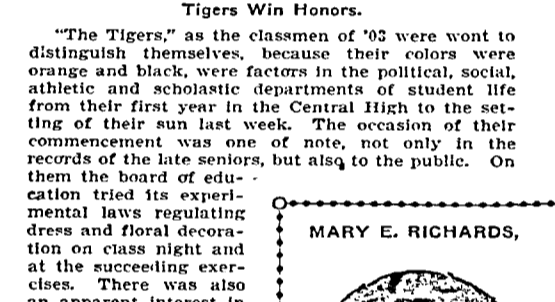 Tigers Win Honors.
"The Tigers," as the classmen of '03 were wont to
distinguish themselves, because their colors were
orange and black, were factors in the political, social,
athletic and scholastic departments of student life
from their first year in the Central High to the set-
ting of their sun last week. The occasion of their
commencement was one of note, not only in the
records of the late seniors, but also to the public. On
them the board of edu-
cation tried its experi-
mental laws regulating
dress and floral decora-
tion on class night and
at the succeeding exer-
cises. There was also
an apparent interest in
MARY E. RICHARDS,